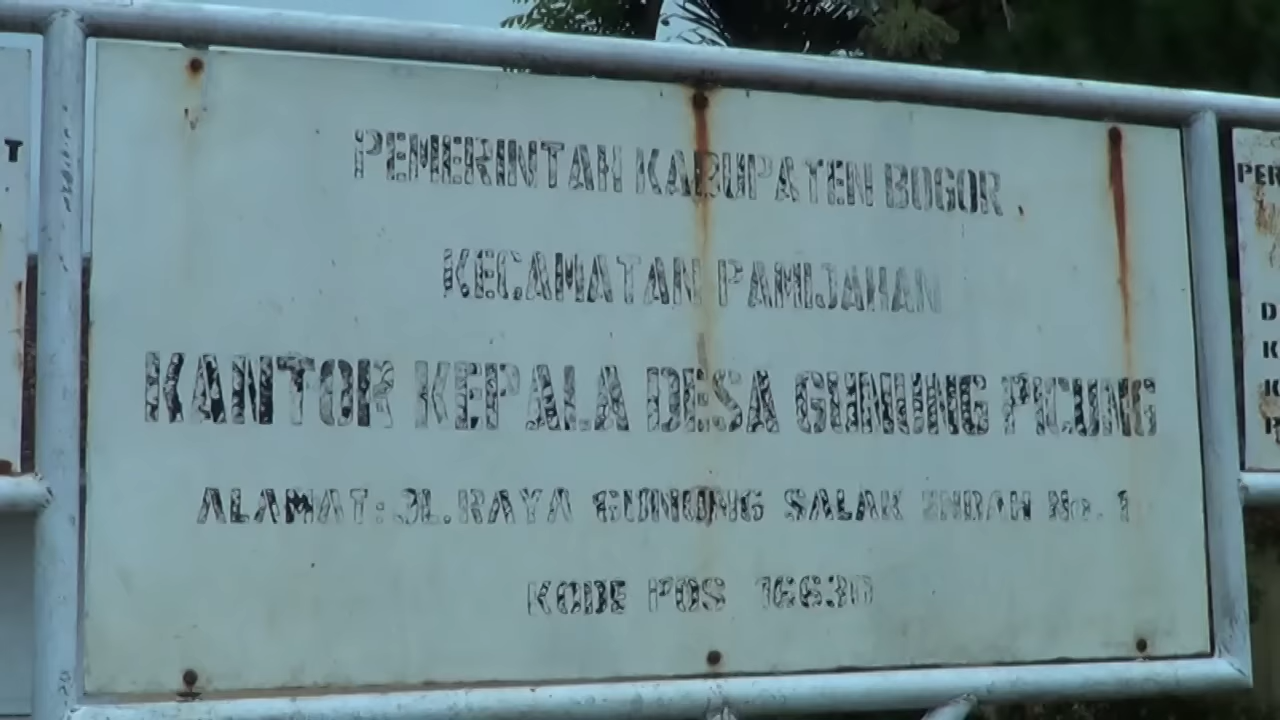 PEMERINTAH KABUPATEN BOGOR.
KECAMATAN PAMIJAHAN
KANTOR KEPALA DESA GUNUNG PICUNG
ALAMAT: JL. RAYA GUNUNG SALAK ENDAH No. 1
KODE POS 16630